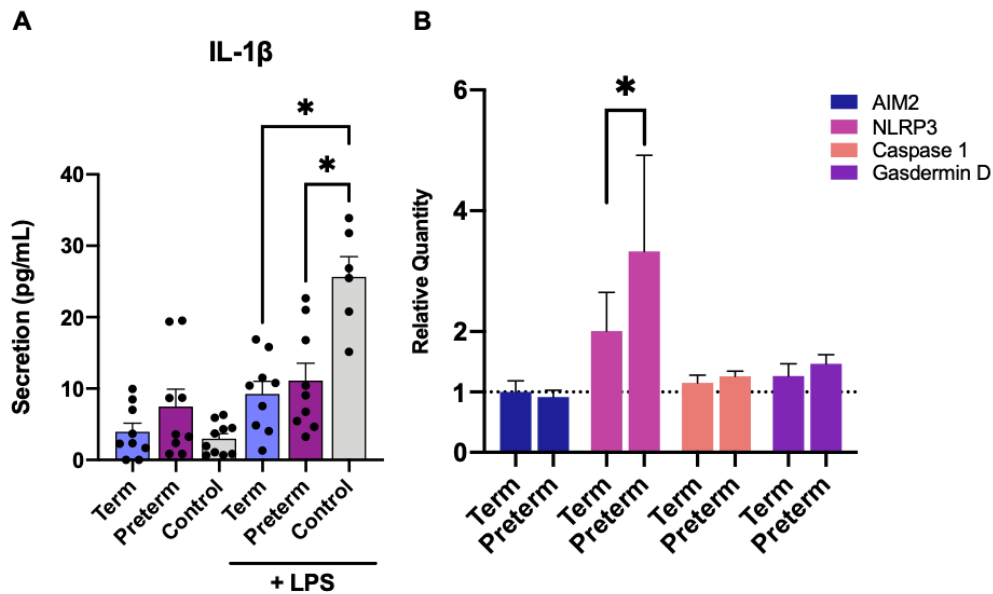 A
IL-1β
*
*
Secretion (pg/mL)
40
30
20
10
0
Term
Preterm
Control
Term
Preterm
Control
+ LPS
B
*
Relative Quantity
6
4
2
1
0
AIM2
NLRP3
Caspase 1
Gasdermin D
Term
Preterm
Term
Preterm
Term
Preterm
Term
Preterm